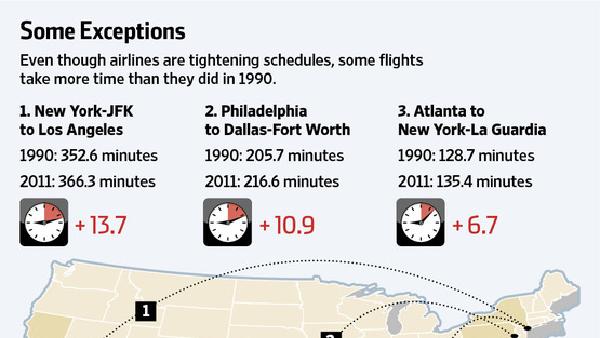 Some Exceptions
Even though airlines are tightening schedules, some flights
take more time than they did in 1990.
1. New York-JFK
to Los Angeles
1990: 352.6 minutes
2011: 366.3 minutes
+ 13.7
2. Philadelphia
to Dallas-Fort Worth
1990: 205.7 minutes
2011: 216.6 minutes
+ 10.9
3. Atlanta to
New York-La Guardia
1990: 128.7 minutes
2011: 135.4 minutes
+ 6.7
1